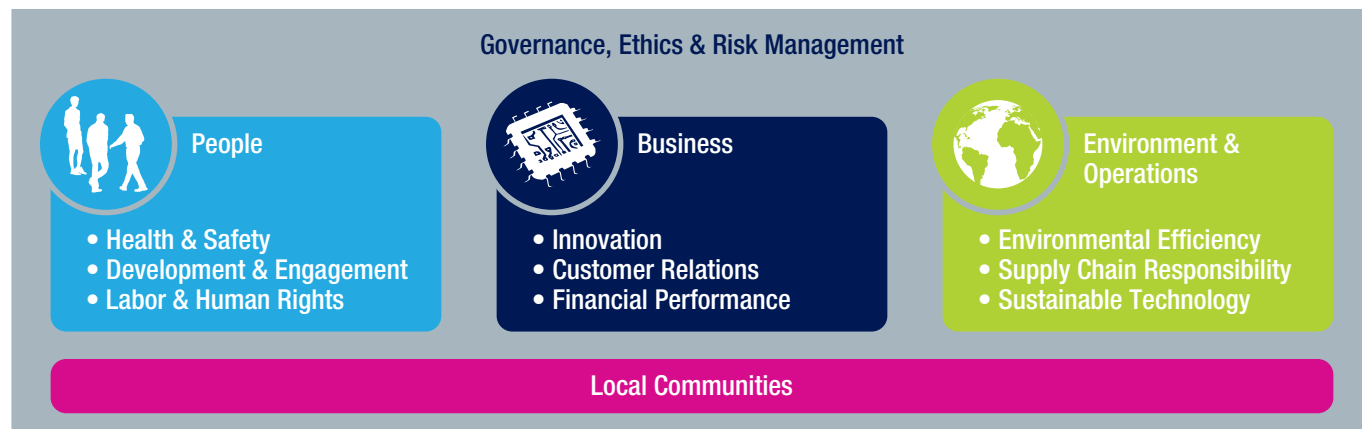 Governance, Ethics & Risk Management
People
• Health & Safety
• Development & Engagement
• Labor & Human Rights
Business
• Innovation
• Customer Relations
• Financial Performance
Environment &
Operations
• Environmental Efficiency
• Supply Chain Responsibility
• Sustainable Technology
Local Communities